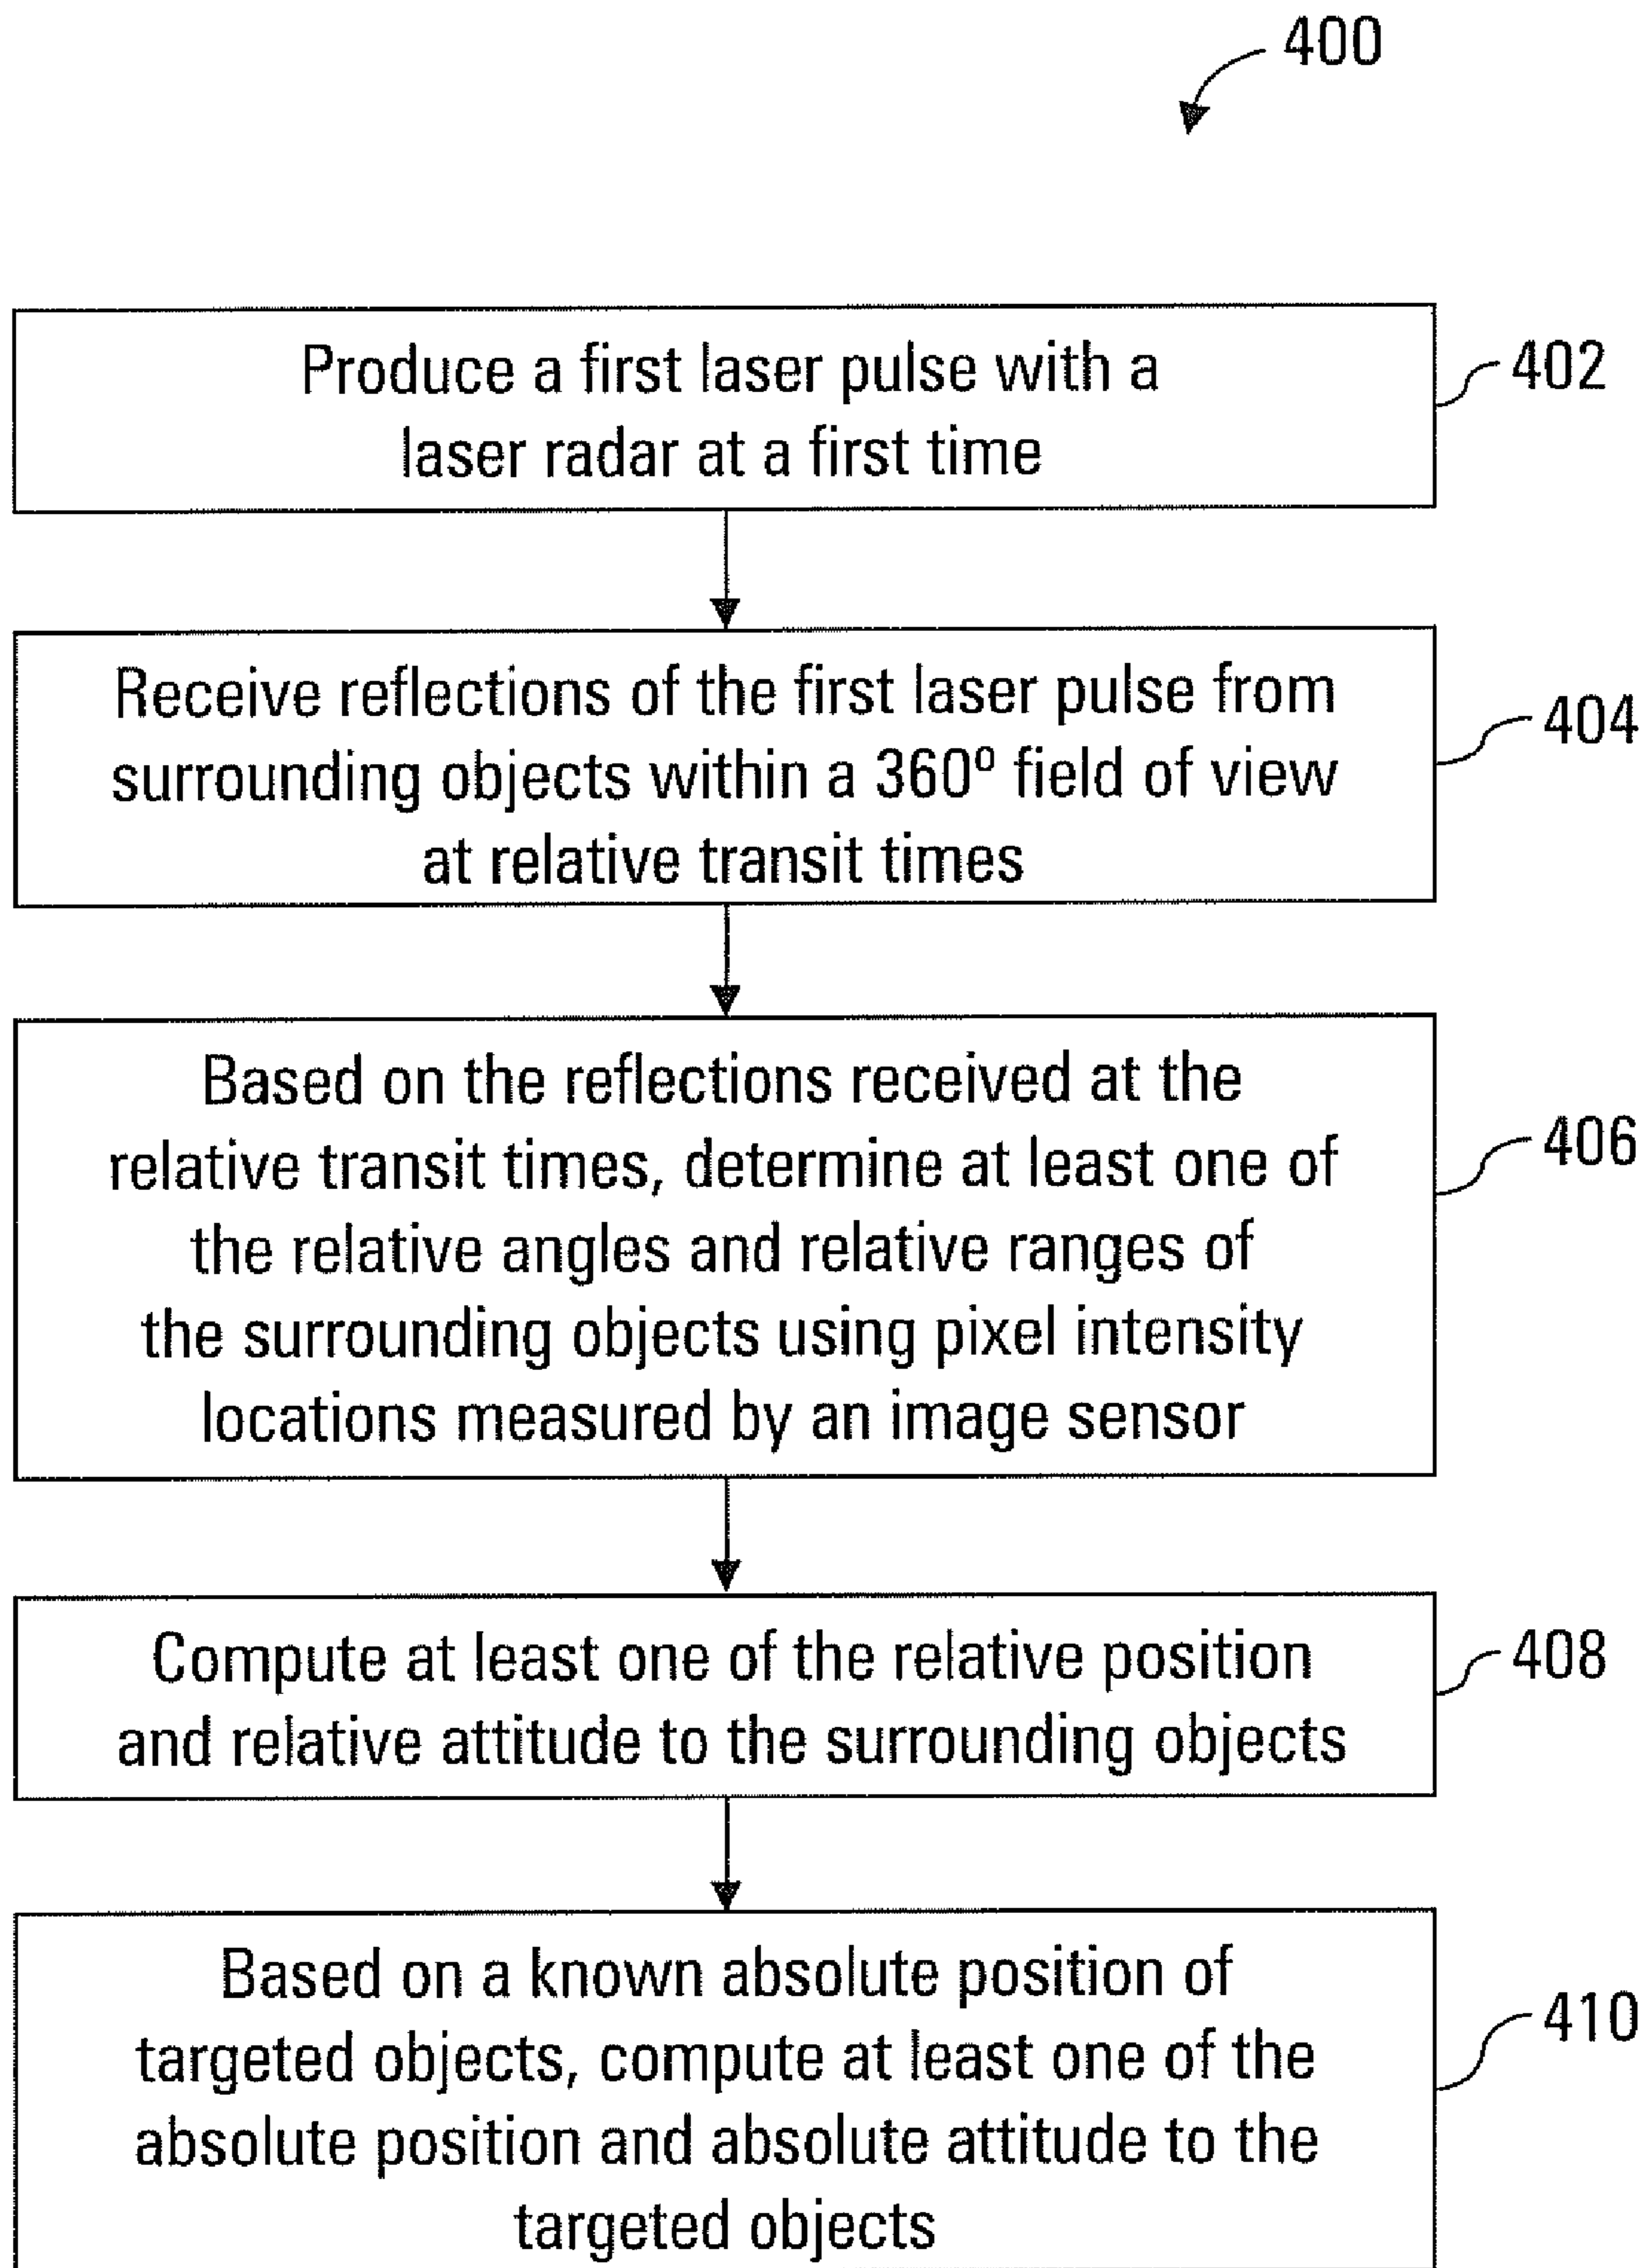 400
Produce a first laser pulse with a
laser radar at a first time
402
Receive reflections of the first laser pulse from
surrounding objects within a 360º field of view
at relative transit times
404
Based on the reflections received at the
relative transit times, determine at least one of
the relative angles and relative ranges of
the surrounding objects using pixel intensity
locations measured by an image sensor
406
Compute at least one of the relative position
and relative attitude to the surrounding objects
408
Based on a known absolute position of
targeted objects, compute at least one of the
absolute position and absolute attitude to the
targeted objects
410